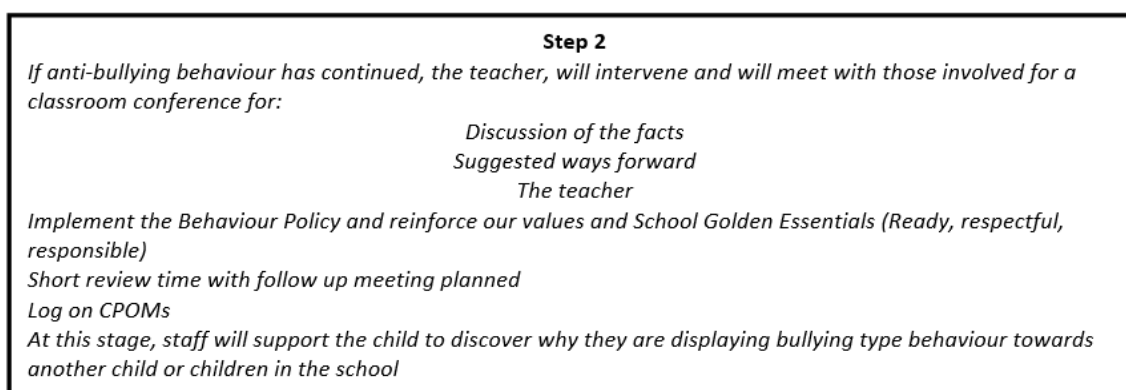 Step 2
If anti-bullying behaviour has continued, the teacher, will intervene and will meet with those involved for a
classroom conference for:
Discussion of the facts
Suggested ways forward
The teacher
Implement the Behaviour Policy and reinforce our values and School Golden Essentials (Ready, respectful,
responsible)
Short review time with follow up meeting planned
Log on CPOMs
At this stage, staff will support the child to discover why they are displaying bullying type behaviour towards
another child or children in the school